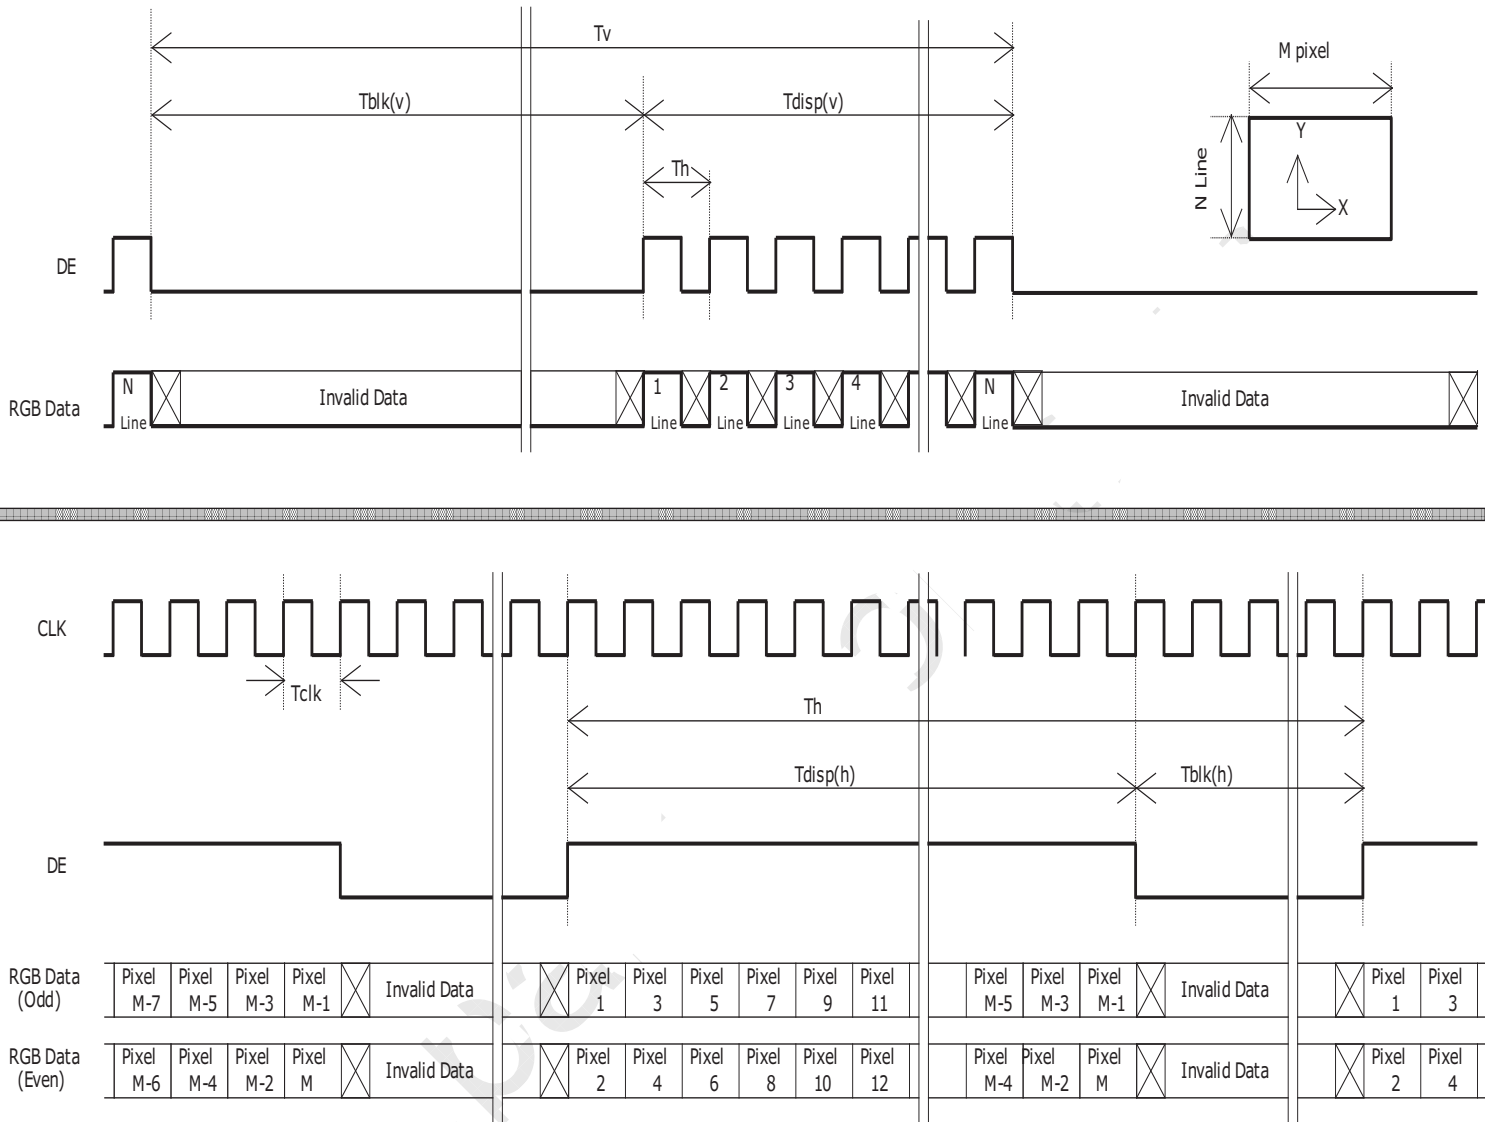 Tv
M pixel
Tblk(v)
Tdisp(v)
Th
N Line
Y
X
DE
RGB Data
N
Line
Invalid Data
1
Line
2
Line
3
Line
4
Line
N
Line
Invalid Data
CLK
Tclk
Th
Tdisp(h)
Tblk(h)
DE
RGB Data
(Odd)
Pixel
M-7
Pixel
M-5
Pixel
M-3
Pixel
M-1
Invalid Data
Pixel
1
Pixel
3
Pixel
5
Pixel
7
Pixel
9
Pixel
11
Pixel
M-5
Pixel
M-3
Pixel
M-1
Invalid Data
Pixel
1
Pixel
3
RGB Data
(Even)
Pixel
M-6
Pixel
M-4
Pixel
M-2
Pixel
M
Invalid Data
Pixel
2
Pixel
4
Pixel
6
Pixel
8
Pixel
10
Pixel
12
Pixel
M-4
Pixel
M-2
Pixel
M
Invalid Data
Pixel
2
Pixel
4